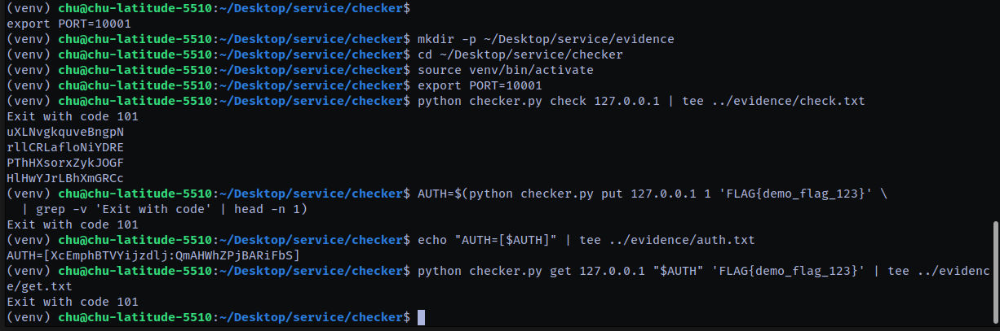 (venv) chu@chu-latitude-5510:~/Desktop/service/checker$
export PORT=10001
(venv) chu@chu-latitude-5510:~/Desktop/service/checker$ mkdir -p ~/Desktop/service/evidence
(venv) chu@chu-latitude-5510:~/Desktop/service/checker$ cd ~/Desktop/service/checker
(venv) chu@chu-latitude-5510:~/Desktop/service/checker$ source venv/bin/activate
(venv) chu@chu-latitude-5510:~/Desktop/service/checker$ export PORT=10001
(venv) chu@chu-latitude-5510:~/Desktop/service/checker$ python checker.py check 127.0.0.1 | tee ../evidence/check.txt
Exit with code 101
uXLNvgkquveBngpN
rllCRLafloNiYDRE
PThHXsorxZykJOGF
HlHwYJrLBhXmGRCc
(venv) chu@chu-latitude-5510:~/Desktop/service/checker$ AUTH=$(python checker.py put 127.0.0.1 1 'FLAG{demo_flag_123}' \
  | grep -v 'Exit with code' | head -n 1)
Exit with code 101
(venv) chu@chu-latitude-5510:~/Desktop/service/checker$ echo "AUTH=[$AUTH]" | tee ../evidence/auth.txt
AUTH=[XcEmphBTVYijzdlj:QmAHWhZPjBARiFbS]
(venv) chu@chu-latitude-5510:~/Desktop/service/checker$ python checker.py get 127.0.0.1 "$AUTH" 'FLAG{demo_flag_123}' | tee ../evidenc
e/get.txt
Exit with code 101
(venv) chu@chu-latitude-5510:~/Desktop/service/checker$